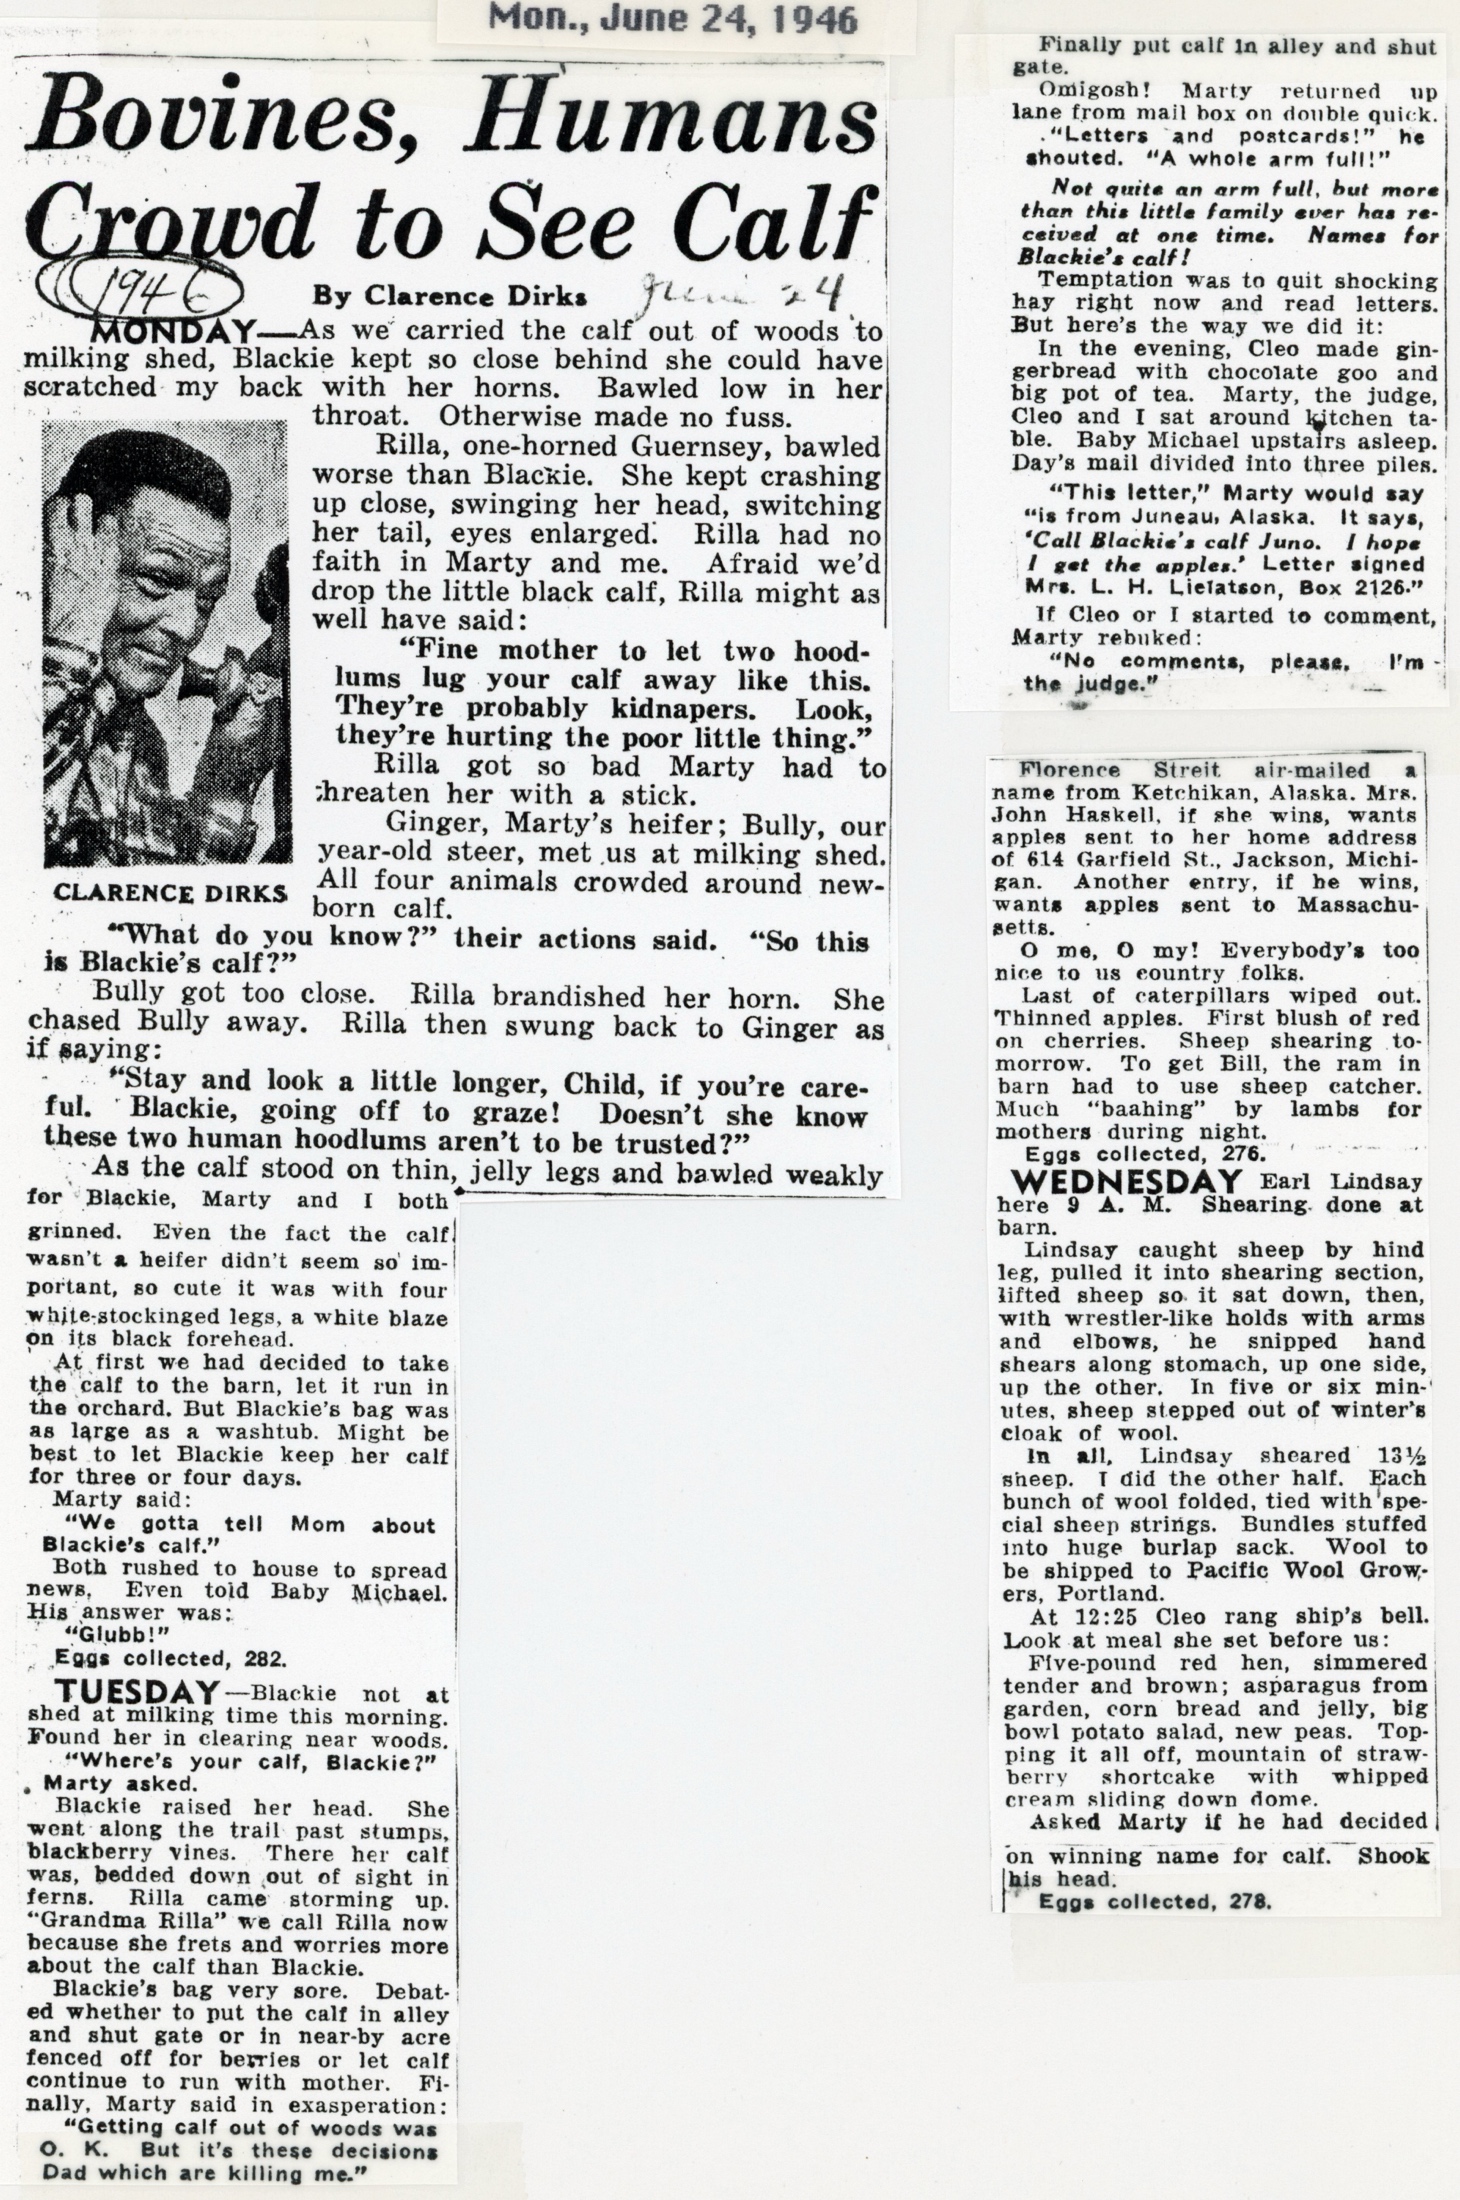 Mon., June 24, 1946
Bovines, Humans
Crowd to See Calf
1946
By Clarence Dirks
June 24
MONDAY—As we carried the calf out of woods to
milking shed, Blackie kept so close behind she could have
scratched my back with her horns. Bawled low in her
throat. Otherwise made no fuss.
Rilla, one-horned Guernsey, bawled
worse than Blackie. She kept crashing
up close, swinging her head, switching
her tail, eyes enlarged. Rilla had no
faith in Marty and me. Afraid we'd
drop the little black calf, Rilla might as
well have said:
"Fine mother to let two hood-
lums lug your calf away like this.
They're probably kidnapers. Look,
they're hurting the poor little thing."
Rilla got so bad Marty had to
threaten her with a stick.
Ginger, Marty's heifer; Bully, our
year-old steer, met us at milking shed.
All four animals crowded around new-
born calf.
CLARENCE DIRKS
"What do you know?" their actions said. "So this
is Blackie's calf?"
Bully got too close. Rilla brandished her horn. She
chased Bully away. Rilla then swung back to Ginger as
if saying:
"Stay and look a little longer, Child, if you're care-
ful. Blackie, going off to graze! Doesn't she know
these two human hoodlums aren't to be trusted?"
As the calf stood on thin, jelly legs and bawled weakly
for Blackie, Marty and I both
grinned. Even the fact the calf
wasn't a heifer didn't seem so im-
portant, so cute it was with four
white-stockinged legs, a white blaze
on its black forehead.
At first we had decided to take
the calf to the barn, let it run in
the orchard. But Blackie's bag was
as large as a washtub. Might be
best to let Blackie keep her calf
for three or four days.
Marty said:
"We gotta tell Mom about
Blackie's calf."
Both rushed to house to spread
news. Even told Baby Michael.
His answer was:
"Glubb!"
Eggs collected, 282.
TUESDAY—Blackie not at
shed at milking time this morning.
Found her in clearing near woods.
"Where's your calf, Blackie?"
Marty asked.
Blackie raised her head. She
went along the trail past stumps,
blackberry vines. There her calf
was, bedded down out of sight in
ferns. Rilla came storming up.
"Grandma Rilla" we call Rilla now
because she frets and worries more
about the calf than Blackie.
Blackie's bag very sore. Debat-
ed whether to put the calf in alley
and shut gate or in near-by acre
fenced off for berries or let calf
continue to run with mother. Fi-
nally, Marty said in exasperation:
"Getting calf out of woods was
O. K. But it's these decisions
Dad which are killing me."
Finally put calf in alley and shut
gate.
Omigosh! Marty returned up
lane from mail box on double quick.
"Letters and postcards!" he
shouted. "A whole arm full!"
Not quite an arm full, but more
than this little family ever has re-
ceived at one time. Names for
Blackie's calf!
Temptation was to quit shocking
hay right now and read letters.
But here's the way we did it:
In the evening, Cleo made gin-
gerbread with chocolate goo and
big pot of tea. Marty, the judge,
Cleo and I sat around kitchen ta-
ble. Baby Michael upstairs asleep.
Day's mail divided into three piles.
"This letter," Marty would say
"is from Juneau, Alaska. It says,
'Call Blackie's calf Juno. I hope
I get the apples.' Letter signed
Mrs. L. H. Lielatson, Box 2126."
If Cleo or I started to comment,
Marty rebuked:
"No comments, please. I'm
the judge."
Florence Streit air-mailed a
name from Ketchikan, Alaska. Mrs.
John Haskell, if she wins, wants
apples sent to her home address
of 614 Garfield St., Jackson, Michi-
gan. Another entry, if he wins,
wants apples sent to Massachu-
setts.
O me, O my! Everybody's too
nice to us country folks.
Last of caterpillars wiped out.
Thinned apples. First blush of red
on cherries. Sheep shearing to-
morrow. To get Bill, the ram in
barn had to use sheep catcher.
Much "baahing" by lambs for
mothers during night.
Eggs collected, 276.
WEDNESDAY Earl Lindsay
here 9 A. M. Shearing done at
barn.
Lindsay caught sheep by hind
leg, pulled it into shearing section,
lifted sheep so it sat down, then,
with wrestler-like holds with arms
and elbows, he snipped hand
shears along stomach, up one side,
up the other. In five or six min-
utes, sheep stepped out of winter's
cloak of wool.
In all, Lindsay sheared 13½
sheep. I did the other half. Each
bunch of wool folded, tied with spe-
cial sheep strings. Bundles stuffed
into huge burlap sack. Wool to
be shipped to Pacific Wool Grow-
ers, Portland.
At 12:25 Cleo rang ship's bell.
Look at meal she set before us:
Five-pound red hen, simmered
tender and brown; asparagus from
garden, corn bread and jelly, big
bowl potato salad, new peas. Top-
ping it all off, mountain of straw-
berry shortcake with whipped
cream sliding down dome.
Asked Marty if he had decided
on winning name for calf. Shook
his head.
Eggs collected, 278.